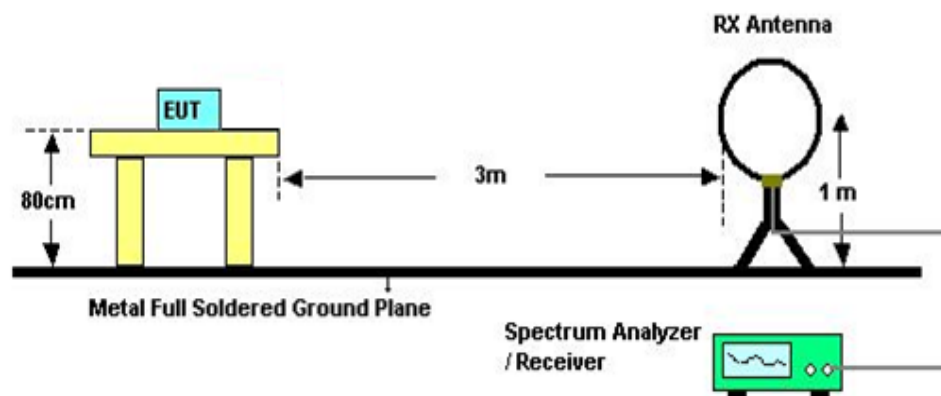 RX Antenna
EUT
80cm
3m
1 m
Metal Full Soldered Ground Plane
Spectrum Analyzer
/ Receiver